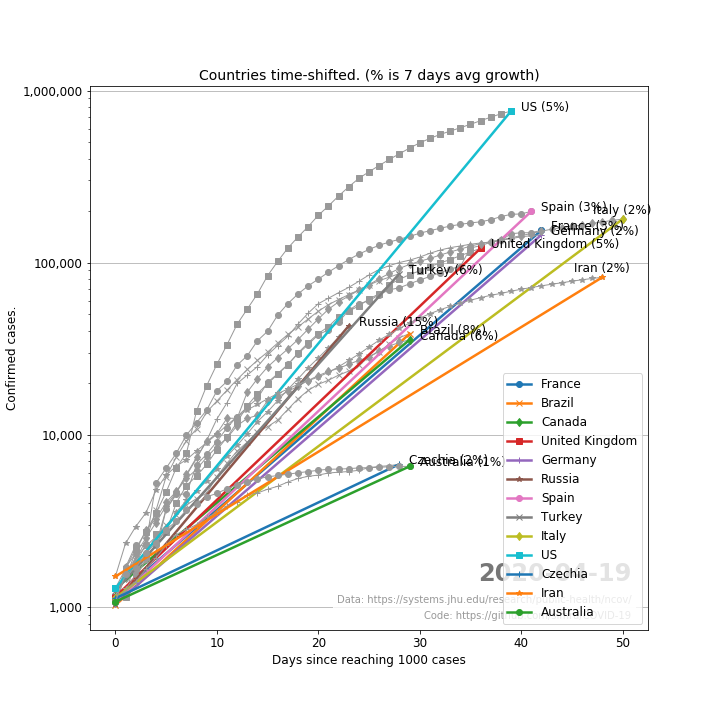 Countries time-shifted. (% is 7 days avg growth)
1,000,000
US (5%)
Spain (3%)
Italy (2%)
France (3%)
Germany (2%)
United Kingdom (5%)
100,000
Turkey (6%)
Iran (2%)
Russia (15%)
Brazil (8%)
Canada (6%)
Confirmed cases.
10,000
Czechia (2%)
Australia (1%)
1,000
France
Brazil
Canada
United Kingdom
Germany
Russia
Spain
Turkey
Italy
US
Czechia
Iran
Australia
2020-04-19
Data: https://systems.jhu.edu/research/public-health/ncov/
Code: https://github.com/
COVID-19
0 10 20 30 40 50
Days since reaching 1000 cases